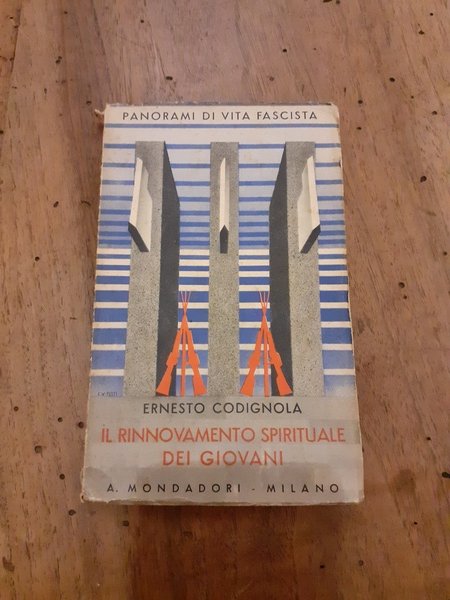 PANORAMI DI VITA FASCISTA
ERNESTO CODIGNOLA
IL RINNOVAMENTO SPIRITUALE
DEI GIOVANI
A. MONDADORI - MILANO